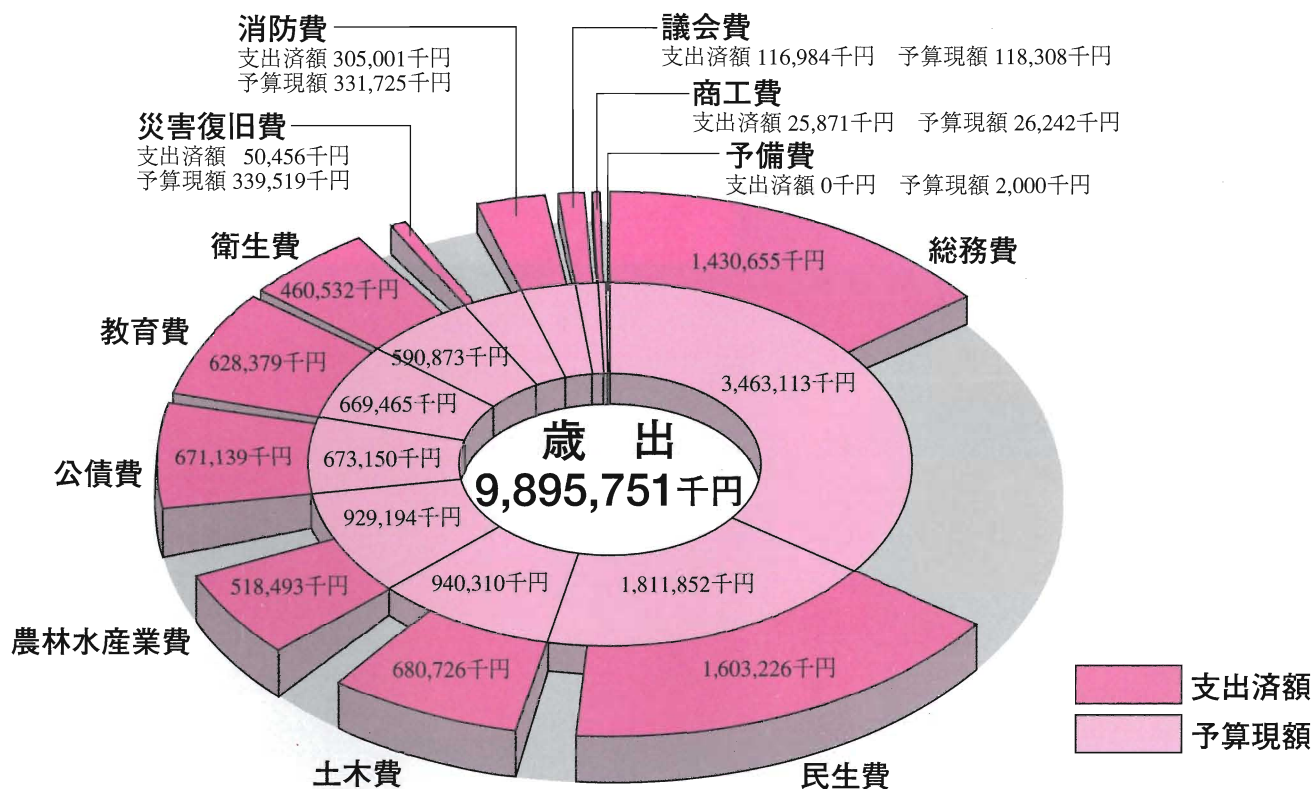 消防費
支出済額 305,001千円
予算現額 331,725千円
議会費
支出済額 116,984千円　予算現額 118,308千円
商工費
支出済額 25,871千円　予算現額 26,242千円
予備費
支出済額 0千円　予算現額 2,000千円
災害復旧費
支出済額 50,456千円
予算現額 339,519千円
衛生費
460,532千円
590,873千円
教育費
628,379千円
669,465千円
公債費
671,139千円
673,150千円
農林水産業費
518,493千円
929,194千円
土木費
680,726千円
940,310千円
民生費
1,603,226千円
1,811,852千円
総務費
1,430,655千円
3,463,113千円
歳　出
9,895,751千円
支出済額
予算現額